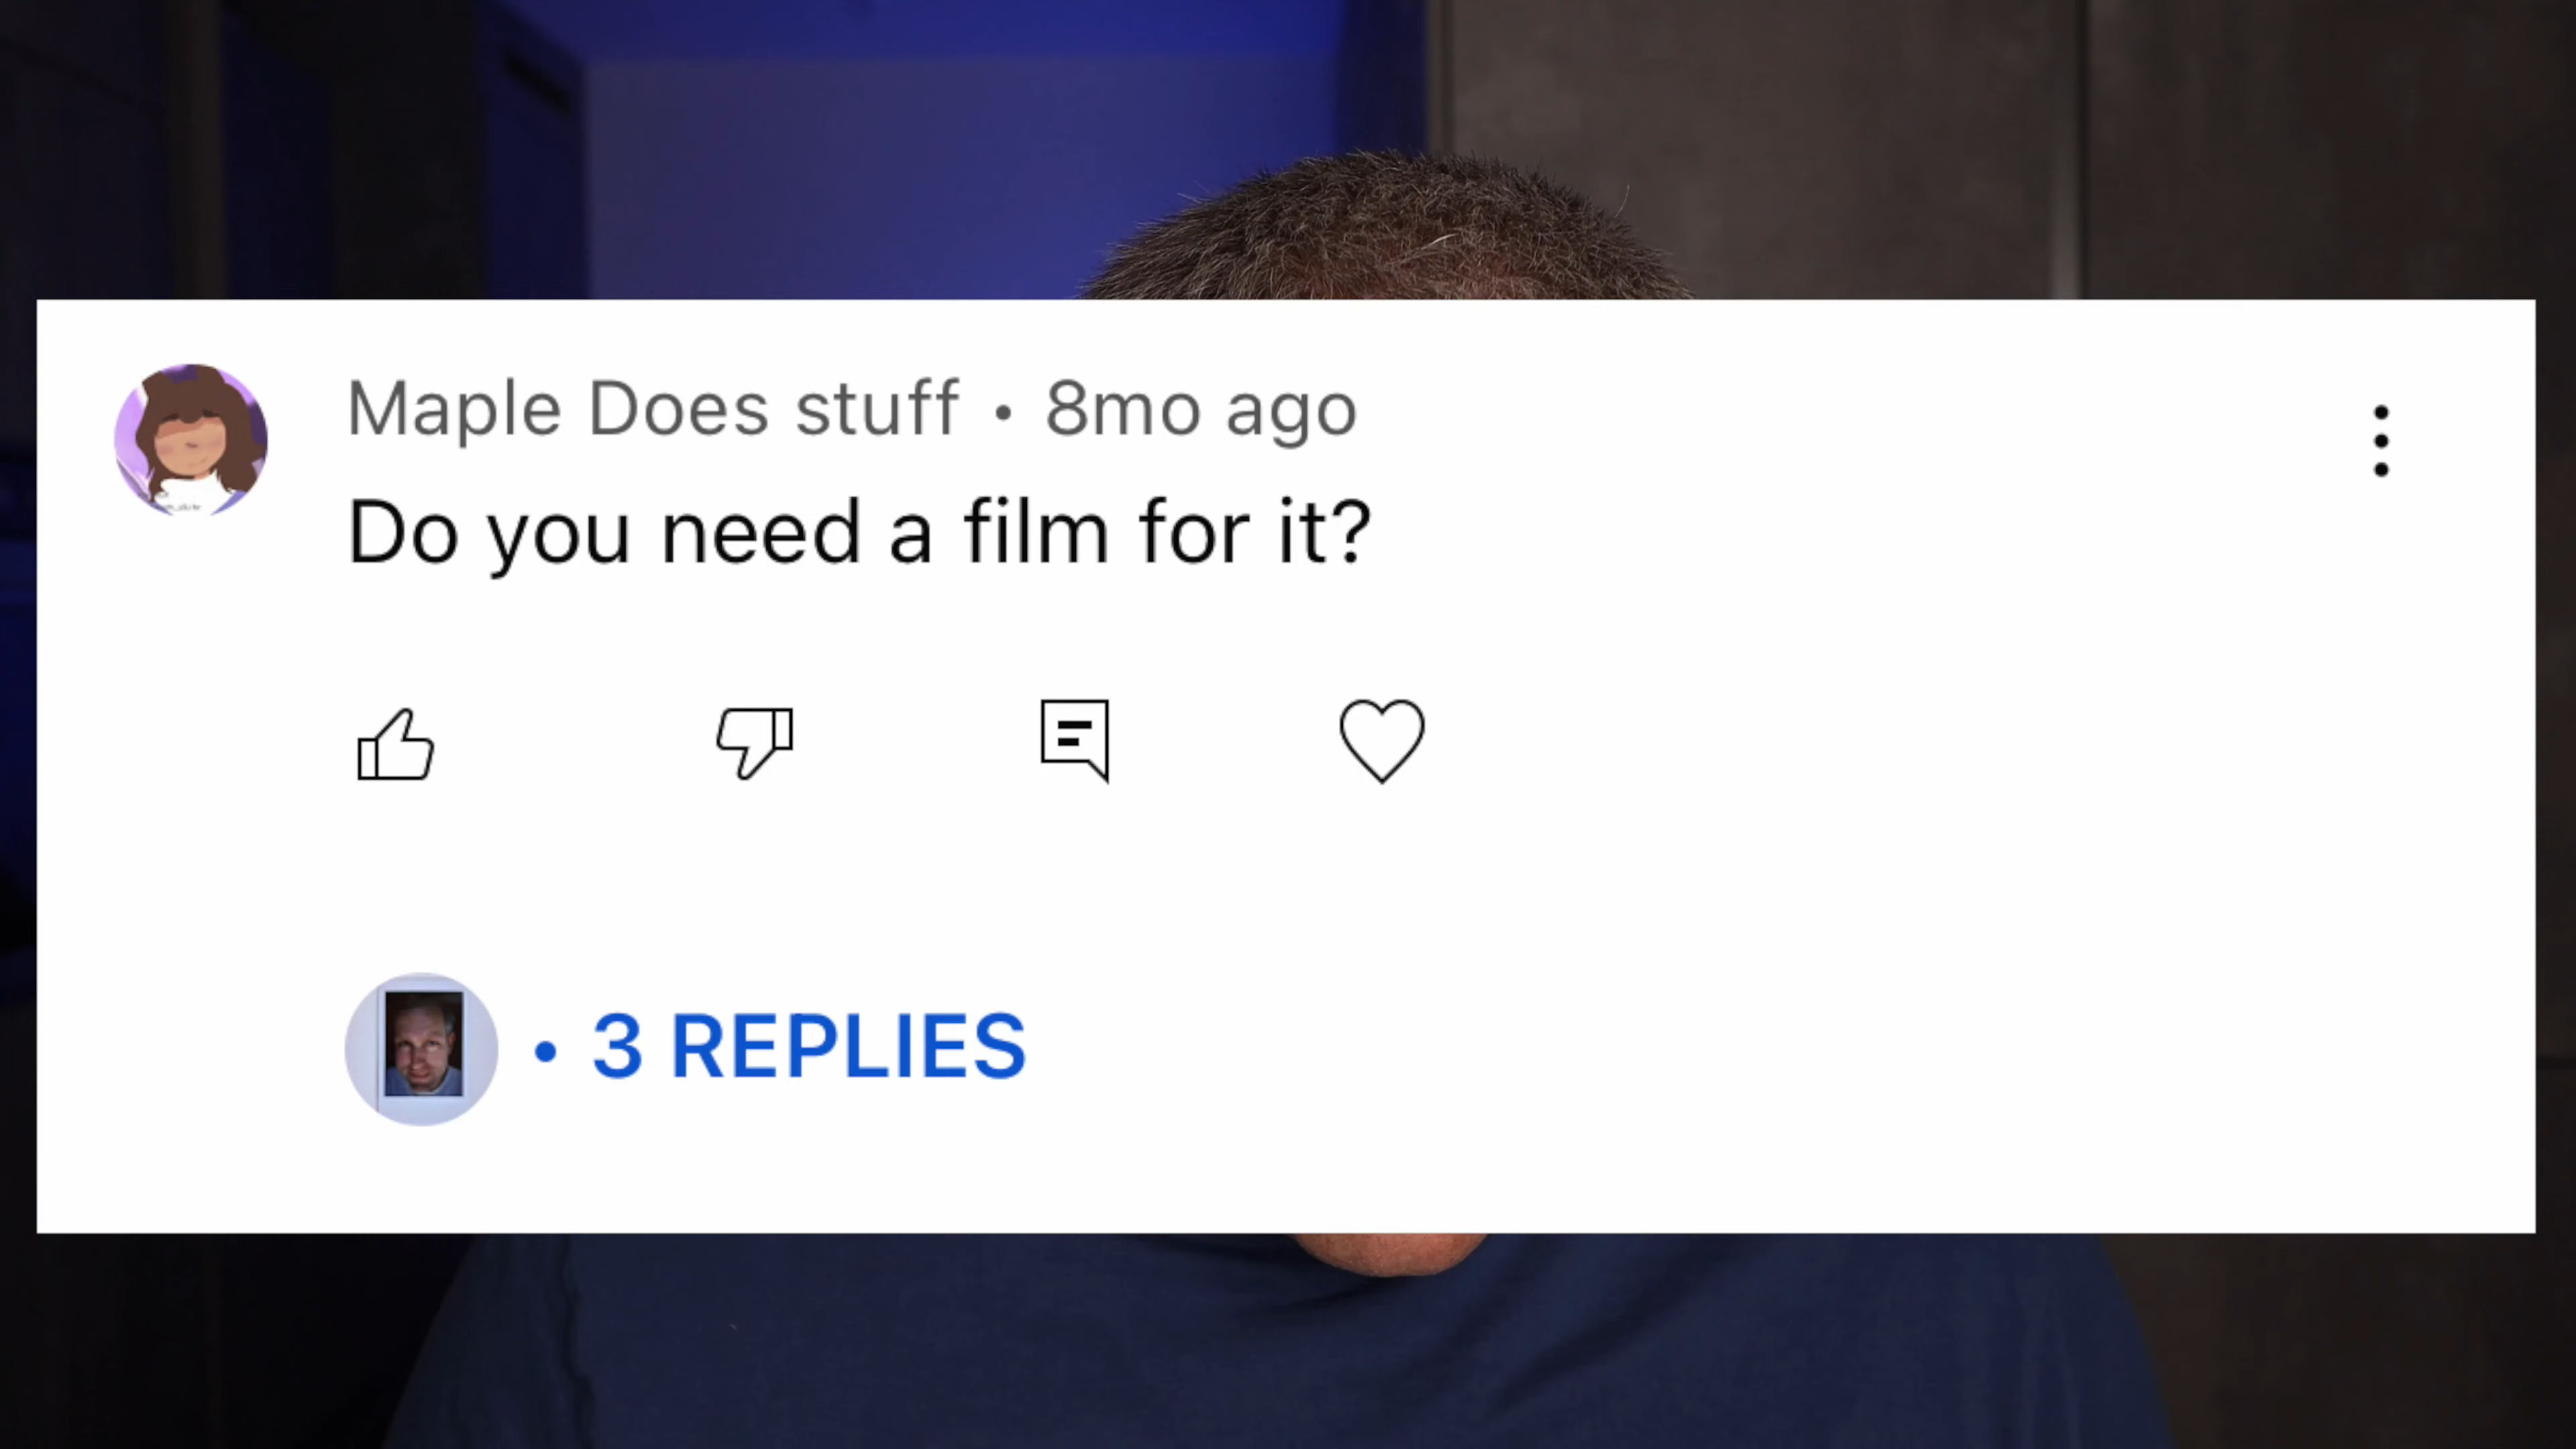 Maple Does stuff • 8mo ago
Do you need a film for it?
• 3 REPLIES